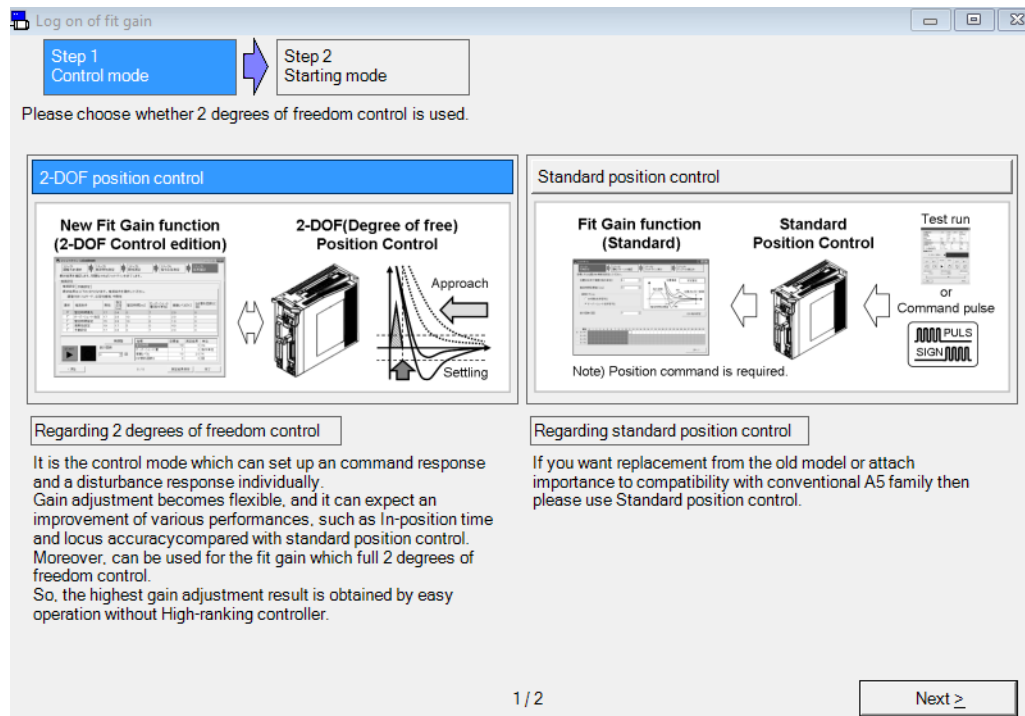 Log on of fit gain
Step 1
Control mode
Step 2
Starting mode
Please choose whether 2 degrees of freedom control is used.
2-DOF position control
New Fit Gain function
(2-DOF Control edition)
2-DOF(Degree of free)
Position Control
Approach
Settling
Regarding 2 degrees of freedom control
It is the control mode which can set up an command response
and a disturbance response individually.
Gain adjustment becomes flexible, and it can expect an
improvement of various performances, such as In-position time
and locus accuracycompared with standard position control.
Moreover, can be used for the fit gain which full 2 degrees of
freedom control.
So, the highest gain adjustment result is obtained by easy
operation without High-ranking controller.
Standard position control
Fit Gain function
(Standard)
Standard
Position Control
Test run
or
Command pulse
PULS
SIGN
Note) Position command is required.
Regarding standard position control
If you want replacement from the old model or attach
importance to compatibility with conventional A5 family then
please use Standard position control.
1 / 2
Next >